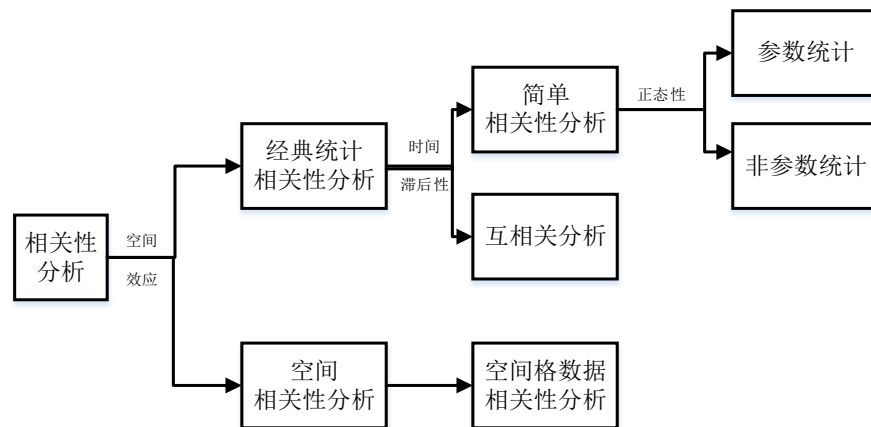 相关性
分析
空间
效应
经典统计
相关性分析
时间
滞后性
简单
相关性分析
正态性
参数统计
非参数统计
互相关分析
空间
相关性分析
空间格数据
相关性分析